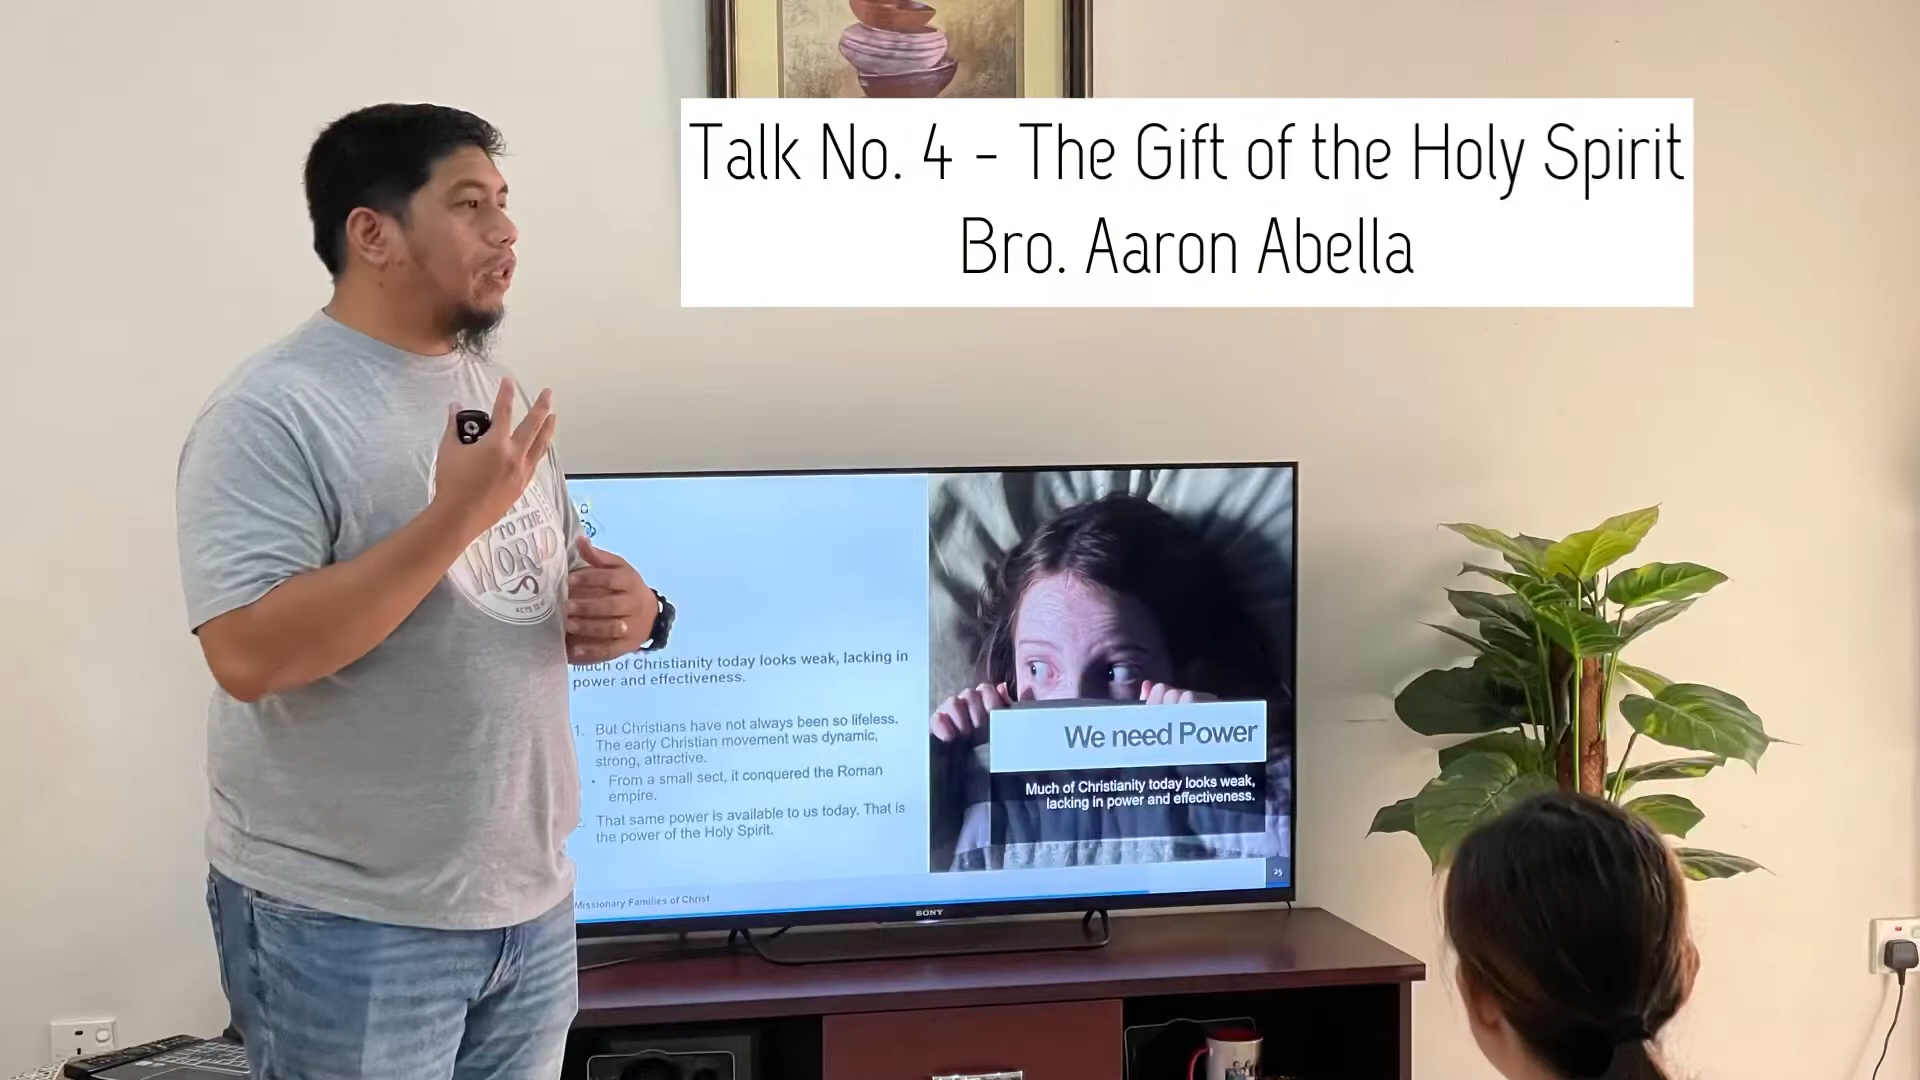 Talk No. 4 - The Gift of the Holy Spirit
Bro. Aaron Abella
TO THE
WORLD
Much of Christianity today looks weak, lacking in
power and effectiveness.
1. But Christians have not always been so lifeless.
The early Christian movement was dynamic,
strong, attractive.
• From a small sect, it conquered the Roman
empire.
2. That same power is available to us today. That is
the power of the Holy Spirit.
Missionary Families of Christ
We need Power
Much of Christianity today looks weak,
lacking in power and effectiveness.
25
SONY